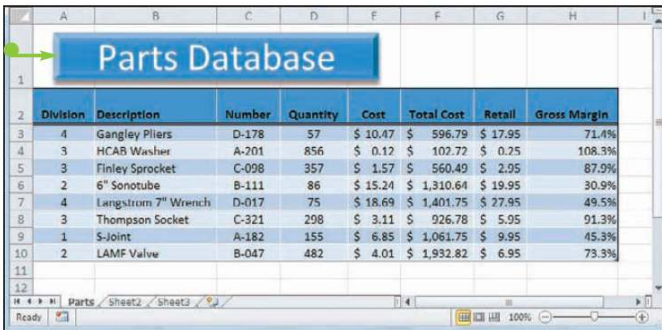 A B C D E F G H I
Parts Database
1
2 Division Description Number Quantity Cost Total Cost Retail Gross Margin
3 4 Gangley Pliers D-178 57 $ 10.47 $ 596.79 $ 17.95 71.4%
4 3 HCAB Washer A-201 856 $ 0.12 $ 102.72 $ 0.25 108.3%
5 3 Finley Sprocket C-098 357 $ 1.57 $ 560.49 $ 2.95 87.9%
6 2 6" Sonotube B-111 86 $ 15.24 $ 1,310.64 $ 19.95 30.9%
7 4 Langstrom 7" Wrench D-017 75 $ 18.69 $ 1,401.75 $ 27.95 49.5%
8 3 Thompson Socket C-321 298 $ 3.11 $ 926.78 $ 5.95 91.3%
9 1 S-Joint A-182 155 $ 6.85 $ 1,061.75 $ 9.95 45.3%
10 2 LAMF Valve B-047 482 $ 4.01 $ 1,932.82 $ 6.95 73.3%
11
12
Parts Sheet2 Sheet3
Ready 100%